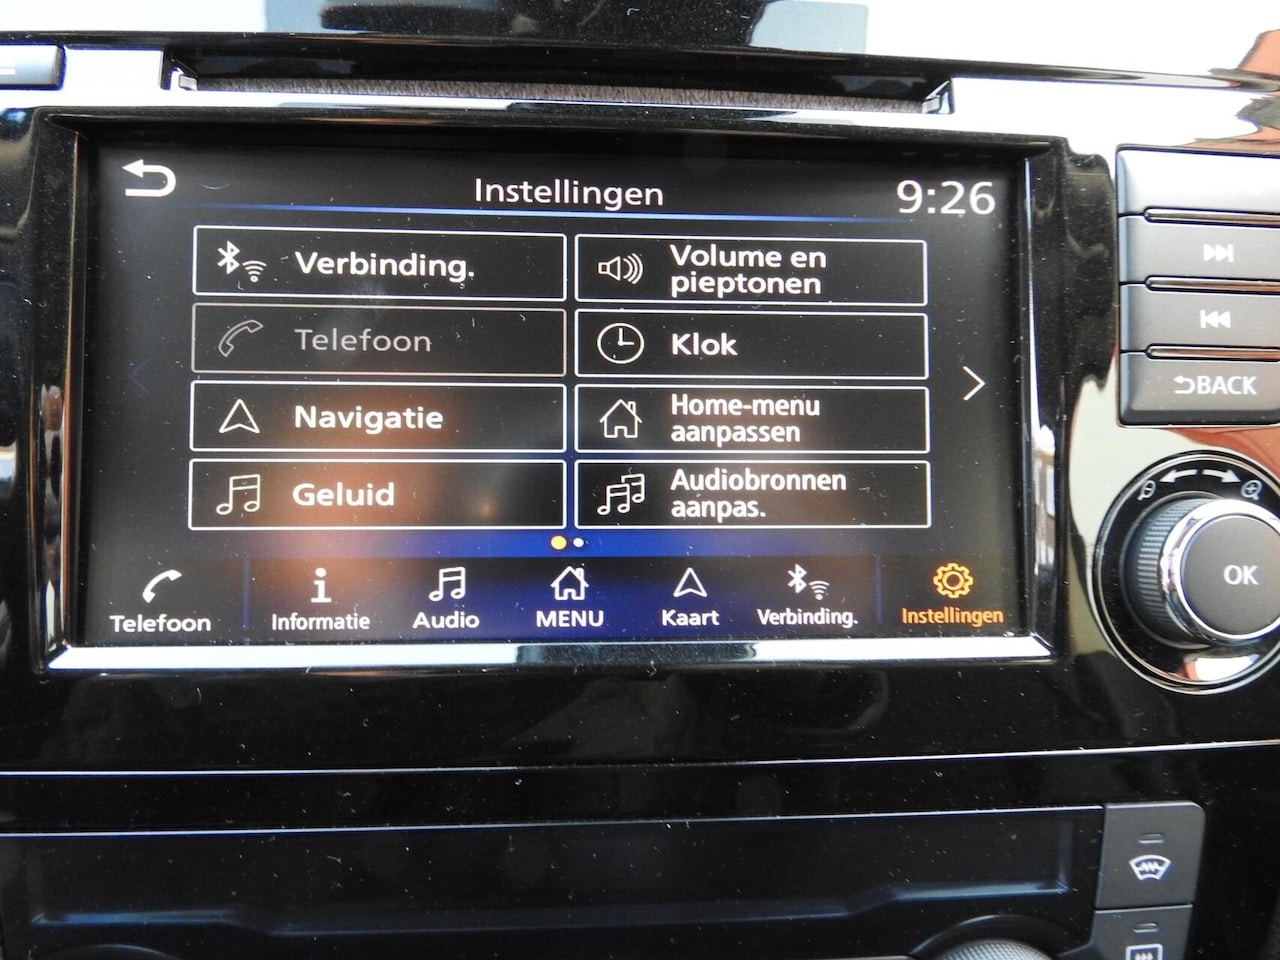 Instellingen
9:26
Verbinding.
Volume en
pieptonen
Telefoon
Klok
Navigatie
Home-menu
aanpassen
Geluid
Audiobronnen
aanpas.
Telefoon
Informatie
Audio
MENU
Kaart
Verbinding.
Instellingen
BACK
OK